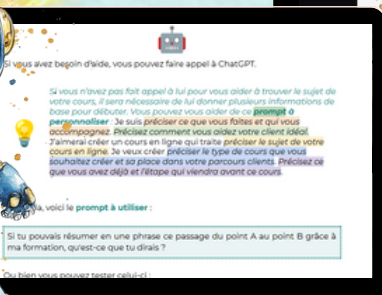 Si vous avez besoin d'aide, vous pouvez faire appel à ChatGPT.
Si vous n'avez pas fait appel à lui pour vous aider à trouver le sujet de
votre cours, il sera nécessaire de lui donner plusieurs informations de
base pour débuter. Vous pouvez vous aider de ce prompt à
personnaliser : Je suis préciser ce que vous faites et qui vous
accompagnez. Précisez comment vous aidez votre client idéal.
J'aimerai créer un cours en ligne qui traite préciser le sujet de votre
cours en ligne. Je veux créer préciser le type de cours que vous
souhaitez créer et sa place dans votre parcours clients. Précisez ce
que vous avez déjà et l'étape qui viendra avant ce cours.
voici le prompt à utiliser :
Si tu pouvais résumer en une phrase ce passage du point A au point B grâce à
ma formation, qu'est-ce que tu dirais ?
Ou bien vous pouvez tester celui-ci :